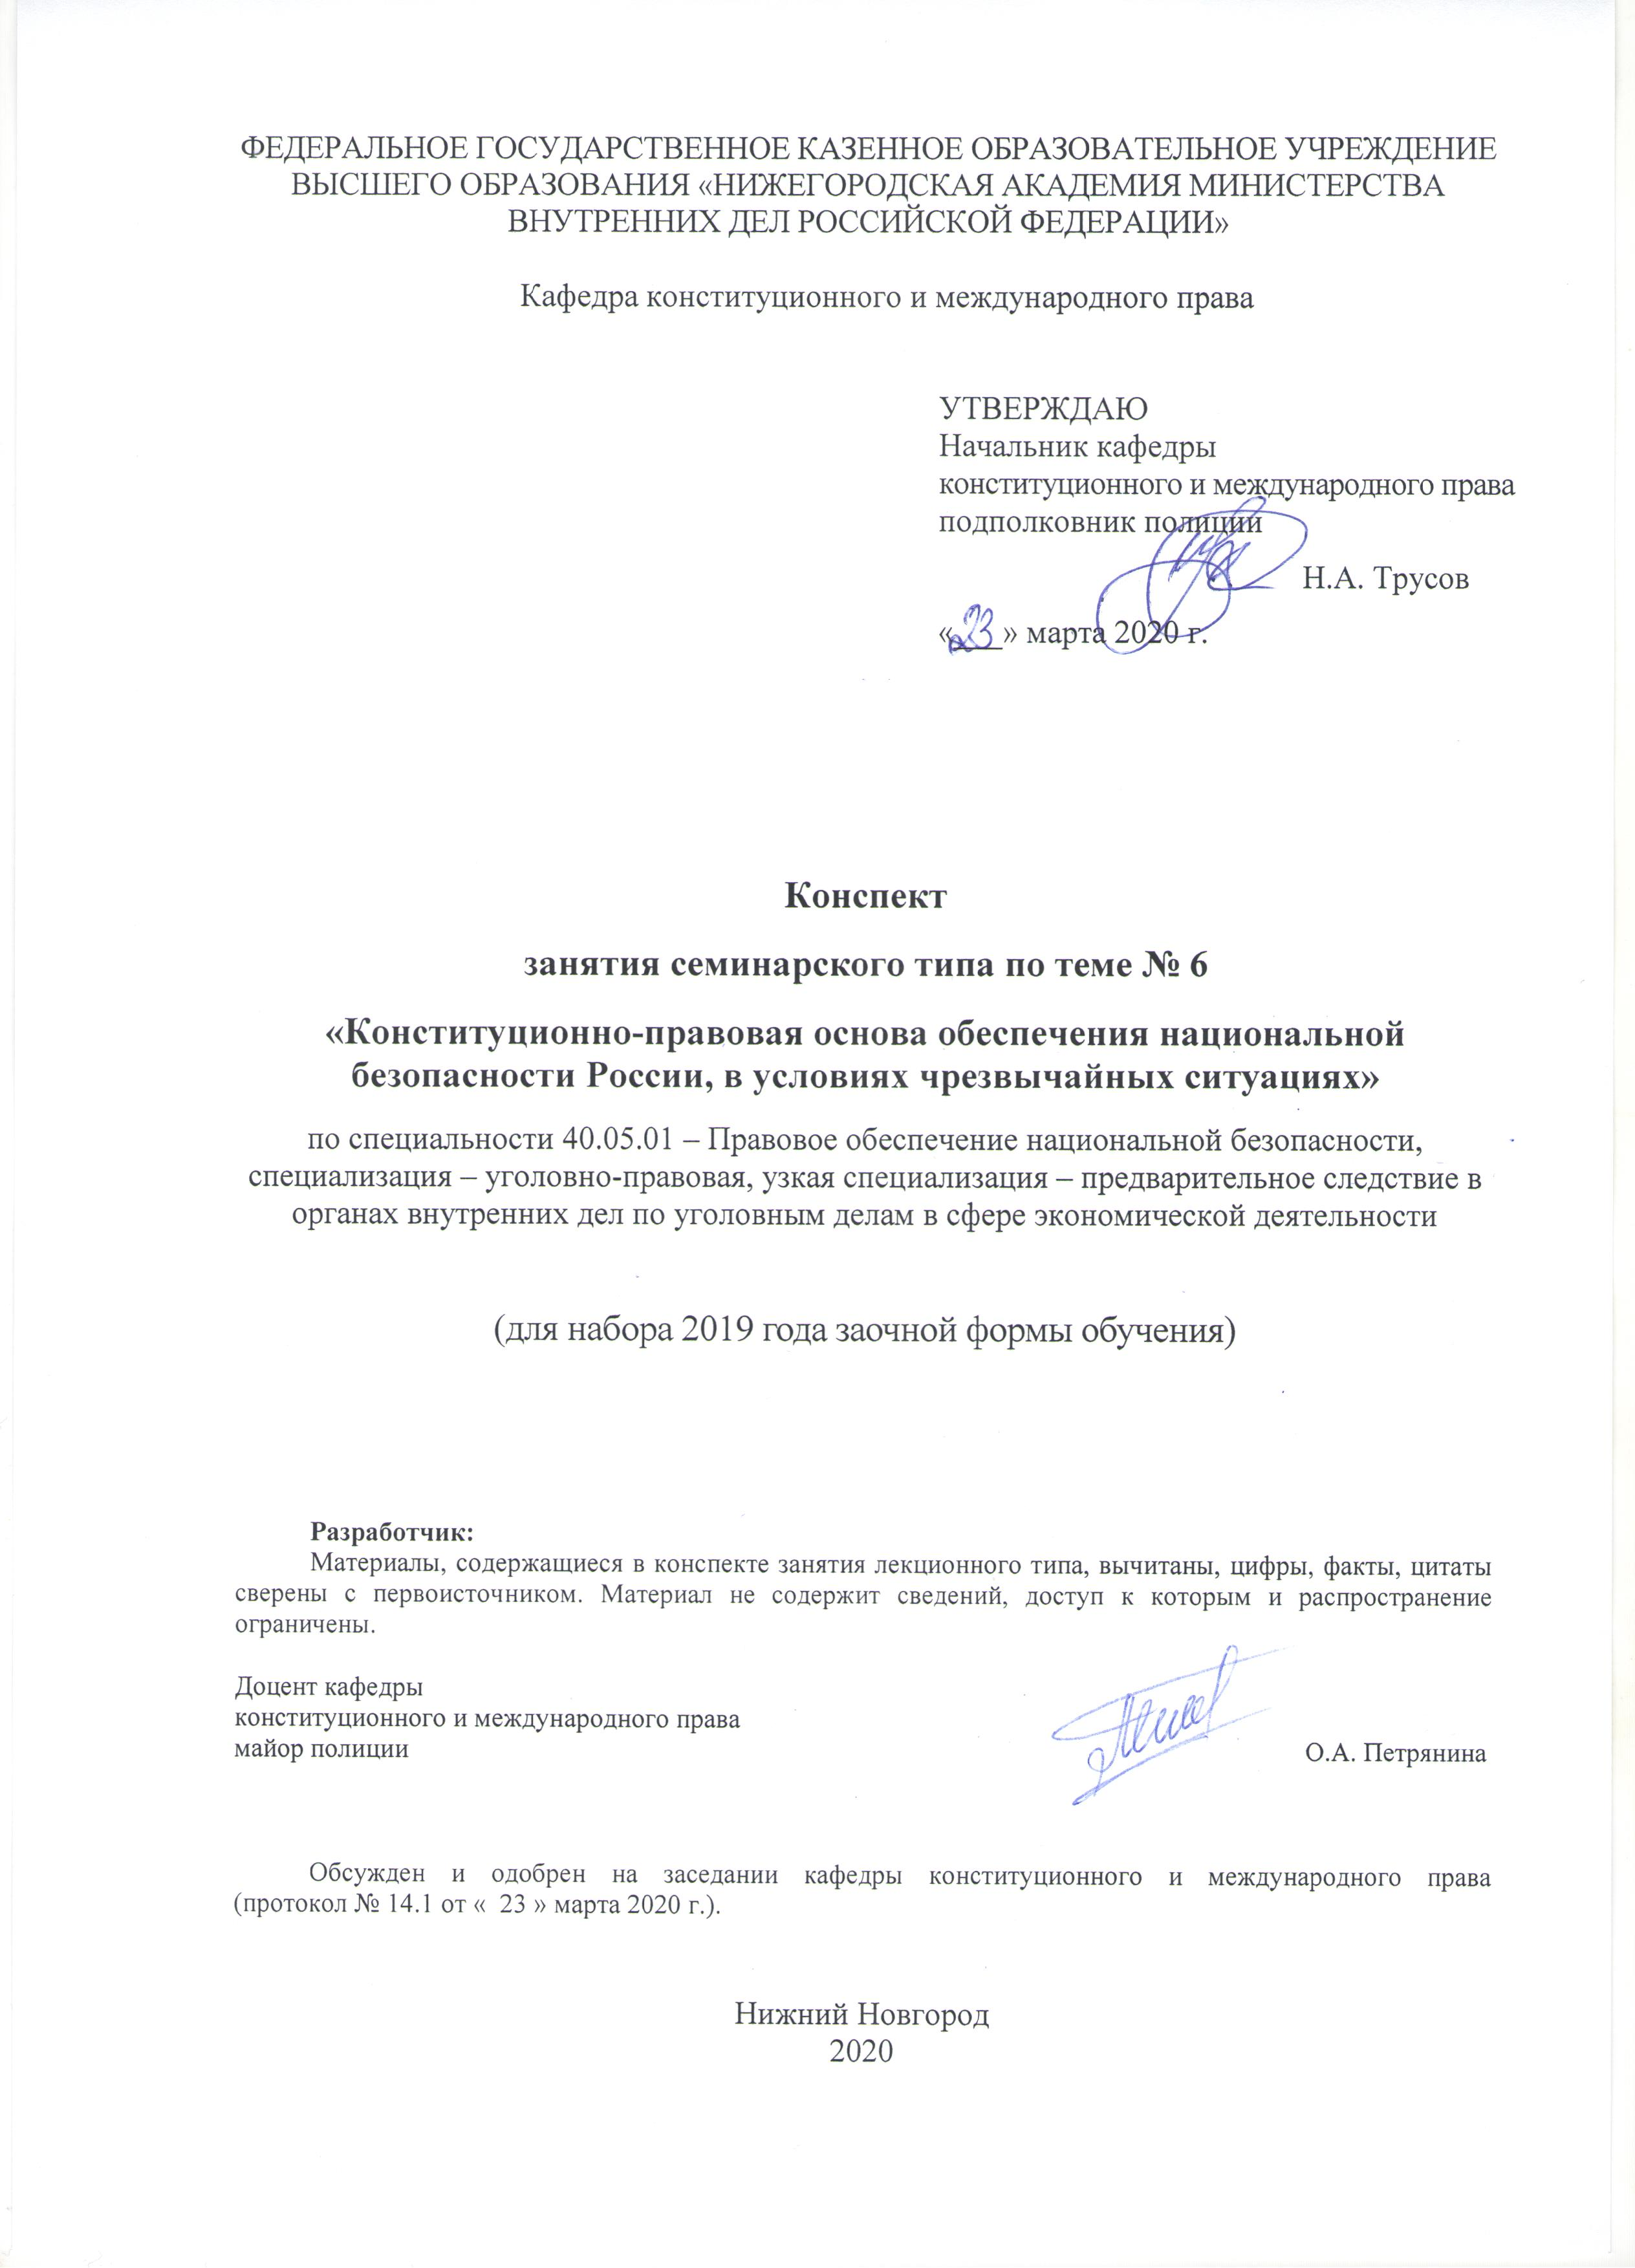 ФЕДЕРАЛЬНОЕ ГОСУДАРСТВЕННОЕ КАЗЕННОЕ ОБРАЗОВАТЕЛЬНОЕ УЧРЕЖДЕНИЕ
ВЫСШЕГО ОБРАЗОВАНИЯ «НИЖЕГОРОДСКАЯ АКАДЕМИЯ МИНИСТЕРСТВА
ВНУТРЕННИХ ДЕЛ РОССИЙСКОЙ ФЕДЕРАЦИИ»
Кафедра конституционного и международного права
УТВЕРЖДАЮ
Начальник кафедры
конституционного и международного права
подполковник полиции
Н.А. Трусов
«23» марта 2020 г.
Конспект
занятия семинарского типа по теме № 6
«Конституционно-правовая основа обеспечения национальной
безопасности России, в условиях чрезвычайных ситуациях»
по специальности 40.05.01 – Правовое обеспечение национальной безопасности,
специализация – уголовно-правовая, узкая специализация – предварительное следствие в
органах внутренних дел по уголовным делам в сфере экономической деятельности
(для набора 2019 года заочной формы обучения)
Разработчик:
Материалы, содержащиеся в конспекте занятия лекционного типа, вычитаны, цифры, факты, цитаты
сверены с первоисточником. Материал не содержит сведений, доступ к которым и распространение
ограничены.
Доцент кафедры
конституционного и международного права
майор полиции О.А. Петрянина
Обсужден и одобрен на заседании кафедры конституционного и международного права
(протокол № 14.1 от « 23 » марта 2020 г.).
Нижний Новгород
2020